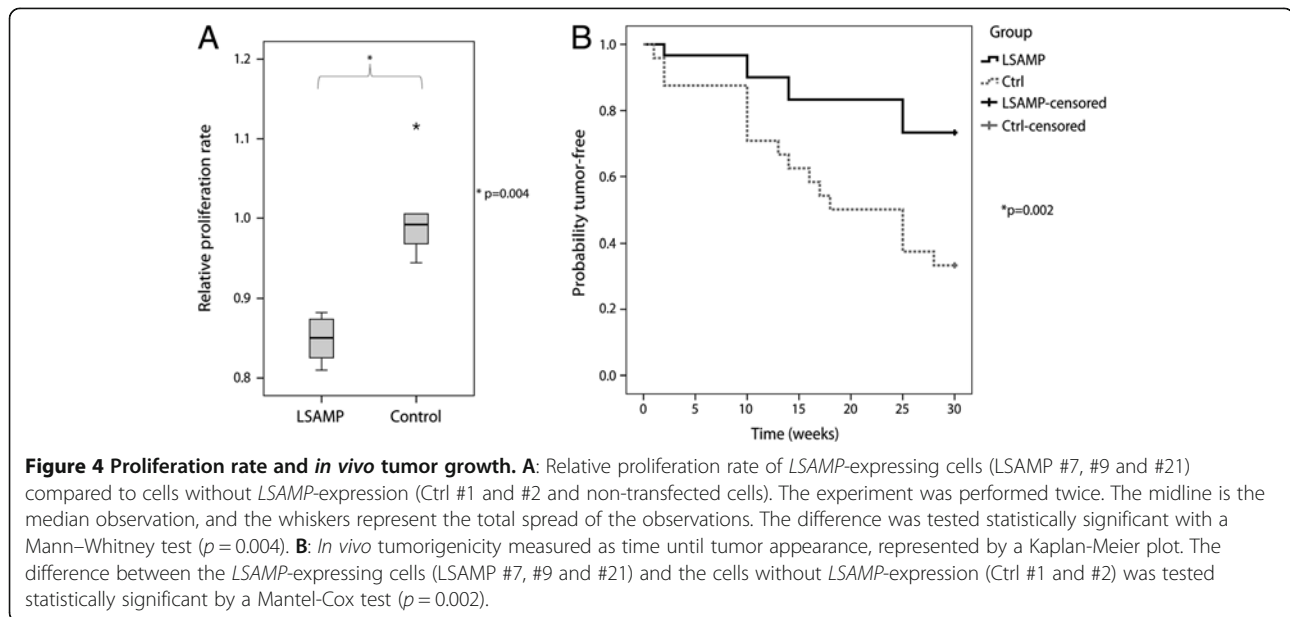 A
*
1.2
1.1
1.0
0.9
0.8
*
* p=0.004
Relative proliferation rate
LSAMP Control
B
1.0
0.8
0.6
0.4
0.2
0.0
Probability tumor-free
0 5 10 15 20 25 30
Time (weeks)
Group
LSAMP
Ctrl
LSAMP-censored
Ctrl-censored
*p=0.002
Figure 4 Proliferation rate and in vivo tumor growth. A: Relative proliferation rate of LSAMP-expressing cells (LSAMP #7, #9 and #21)
compared to cells without LSAMP-expression (Ctrl #1 and #2 and non-transfected cells). The experiment was performed twice. The midline is the
median observation, and the whiskers represent the total spread of the observations. The difference was tested statistically significant with a
Mann–Whitney test (p = 0.004). B: In vivo tumorigenicity measured as time until tumor appearance, represented by a Kaplan-Meier plot. The
difference between the LSAMP-expressing cells (LSAMP #7, #9 and #21) and the cells without LSAMP-expression (Ctrl #1 and #2) was tested
statistically significant by a Mantel-Cox test (p = 0.002).